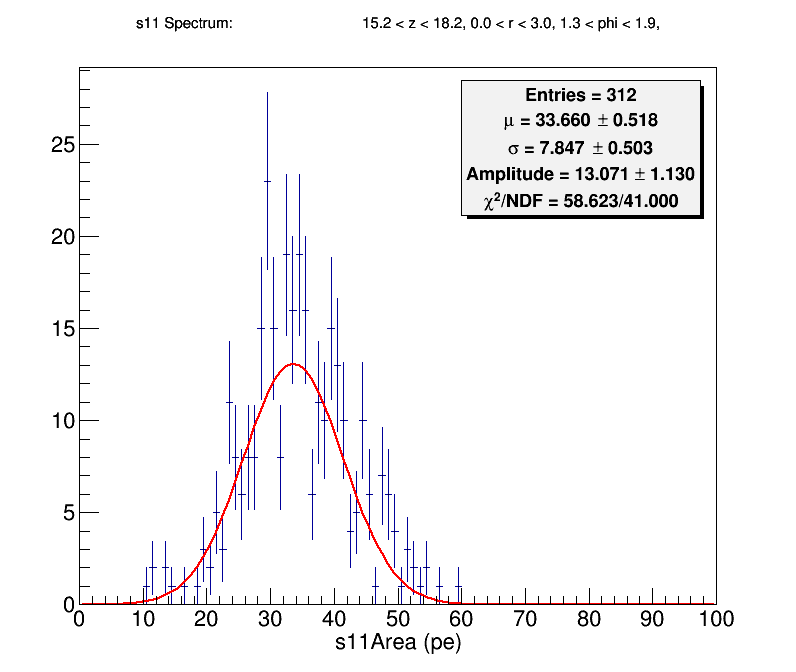 s11 Spectrum: 15.2 < z < 18.2, 0.0 < r < 3.0, 1.3 < phi < 1.9,
Entries = 312
μ = 33.660 ± 0.518
σ = 7.847 ± 0.503
Amplitude = 13.071 ± 1.130
χ²/NDF = 58.623/41.000
25
20
15
10
5
0
0 10 20 30 40 50 60 70 80 90 100
s11Area (pe)